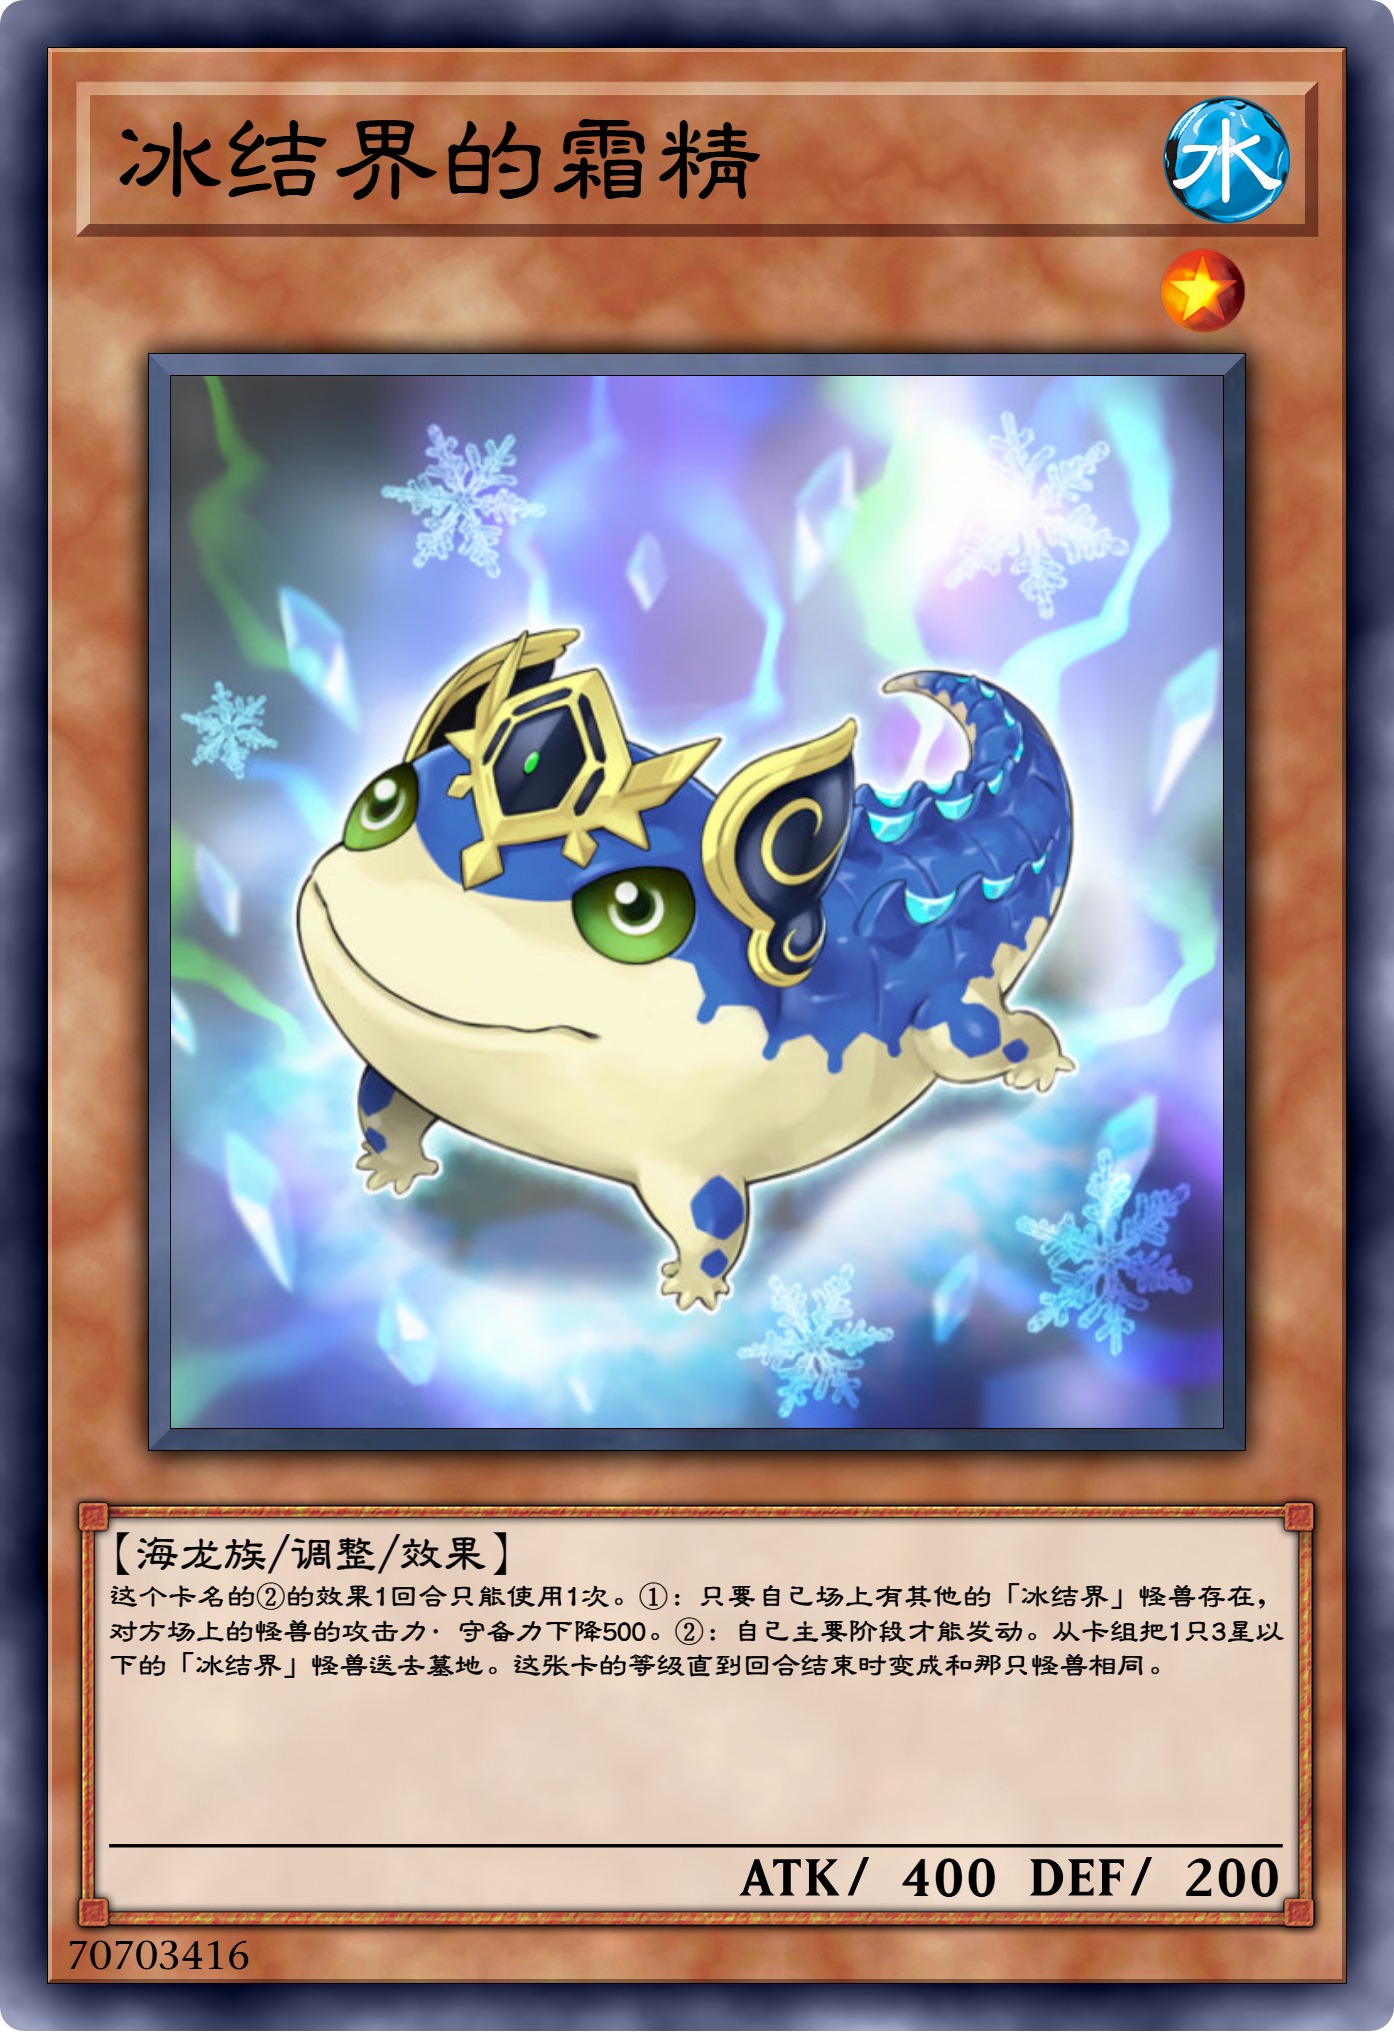 冰结界的霜精
水
【海龙族/调整/效果】
这个卡名的②的效果1回合只能使用1次。①：只要自己场上有其他的「冰结界」怪兽存在，
对方场上的怪兽的攻击力·守备力下降500。②：自己主要阶段才能发动。从卡组把1只3星以
下的「冰结界」怪兽送去墓地。这张卡的等级直到回合结束时变成和那只怪兽相同。
ATK/ 400 DEF/ 200
70703416